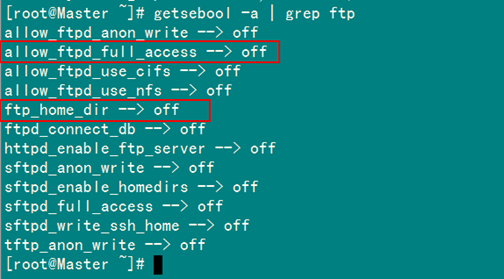 [root@Master ~]# getsebool -a | grep ftp
allow_ftpd_anon_write --> off
allow_ftpd_full_access --> off
allow_ftpd_use_cifs --> off
allow_ftpd_use_nfs --> off
ftp_home_dir --> off
ftpd_connect_db --> off
httpd_enable_ftp_server --> off
sftpd_anon_write --> off
sftpd_enable_homedirs --> off
sftpd_full_access --> off
sftpd_write_ssh_home --> off
tftp_anon_write --> off
[root@Master ~]#